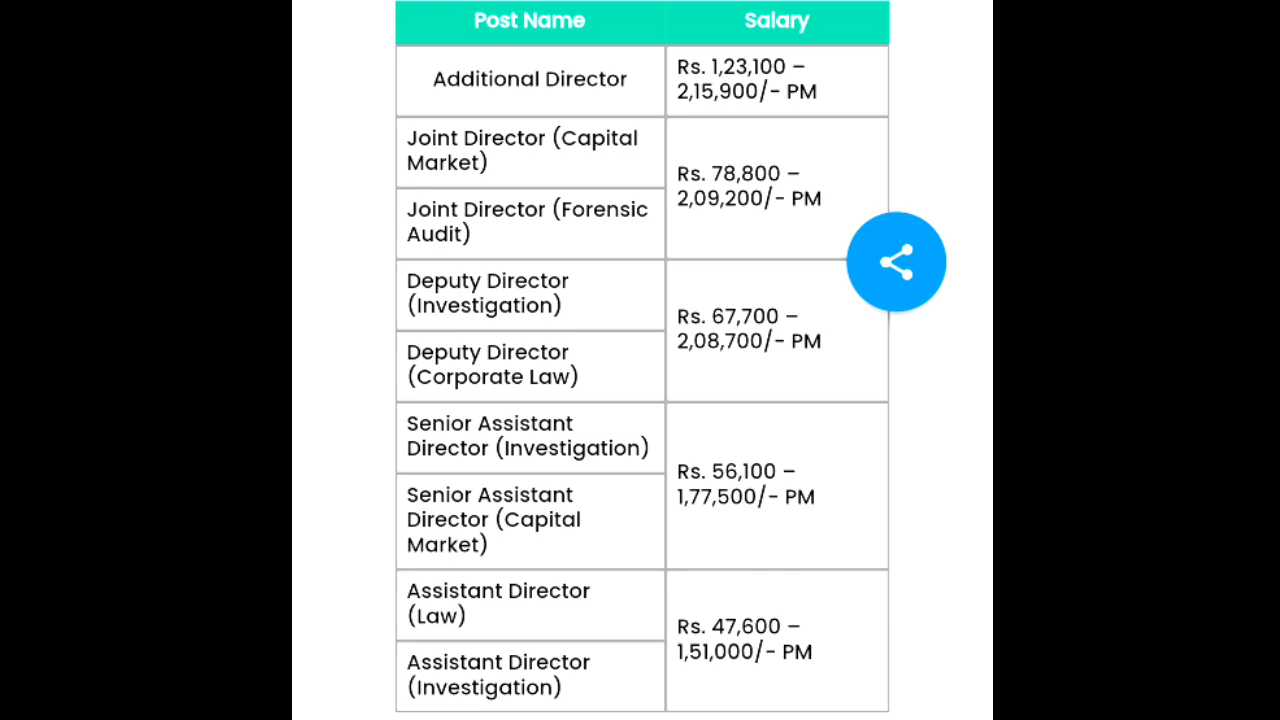 Post Name
Salary
Additional Director
Rs. 1,23,100 –
2,15,900/- PM
Joint Director (Capital
Market)
Joint Director (Forensic
Audit)
Rs. 78,800 –
2,09,200/- PM
Deputy Director
(Investigation)
Deputy Director
(Corporate Law)
Rs. 67,700 –
2,08,700/- PM
Senior Assistant
Director (Investigation)
Senior Assistant
Director (Capital
Market)
Rs. 56,100 –
1,77,500/- PM
Assistant Director
(Law)
Assistant Director
(Investigation)
Rs. 47,600 –
1,51,000/- PM